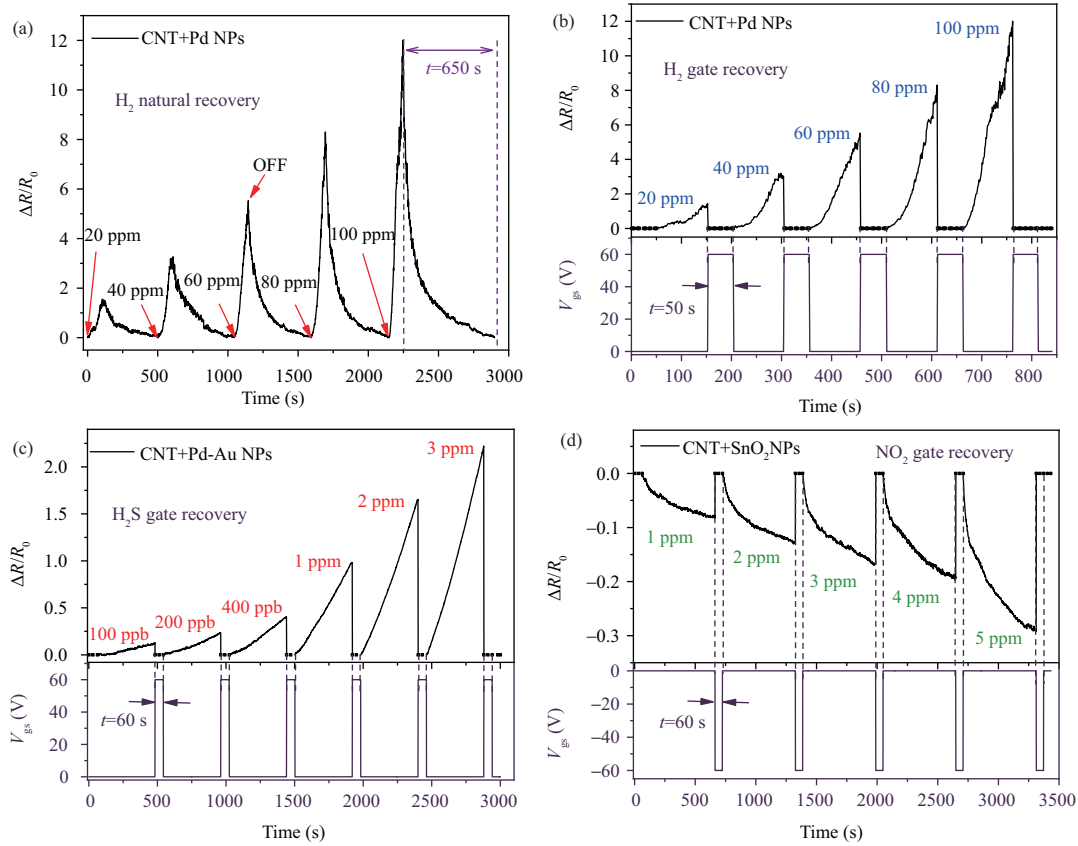 (a)
CNT+Pd NPs
H₂ natural recovery
t=650 s
OFF
20 ppm
40 ppm
60 ppm
80 ppm
100 ppm
ΔR/R₀
12
10
8
6
4
2
0
0 500 1000 1500 2000 2500 3000
Time (s)
(b)
CNT+Pd NPs
H₂ gate recovery
20 ppm
40 ppm
60 ppm
80 ppm
100 ppm
ΔR/R₀
12
10
8
6
4
2
0
Vgs (V)
60
40
20
0
t=50 s
0 100 200 300 400 500 600 700 800
Time (s)
(c)
CNT+Pd-Au NPs
H₂S gate recovery
100 ppb
200 ppb
400 ppb
1 ppm
2 ppm
3 ppm
ΔR/R₀
2.0
1.5
1.0
0.5
0.0
Vgs (V)
60
40
20
0
t=60 s
0 500 1000 1500 2000 2500 3000
Time (s)
(d)
CNT+SnO₂NPs
NO₂ gate recovery
1 ppm
2 ppm
3 ppm
4 ppm
5 ppm
ΔR/R₀
0.0
−0.1
−0.2
−0.3
Vgs (V)
0
−20
−40
−60
t=60 s
0 500 1000 1500 2000 2500 3000 3500
Time (s)